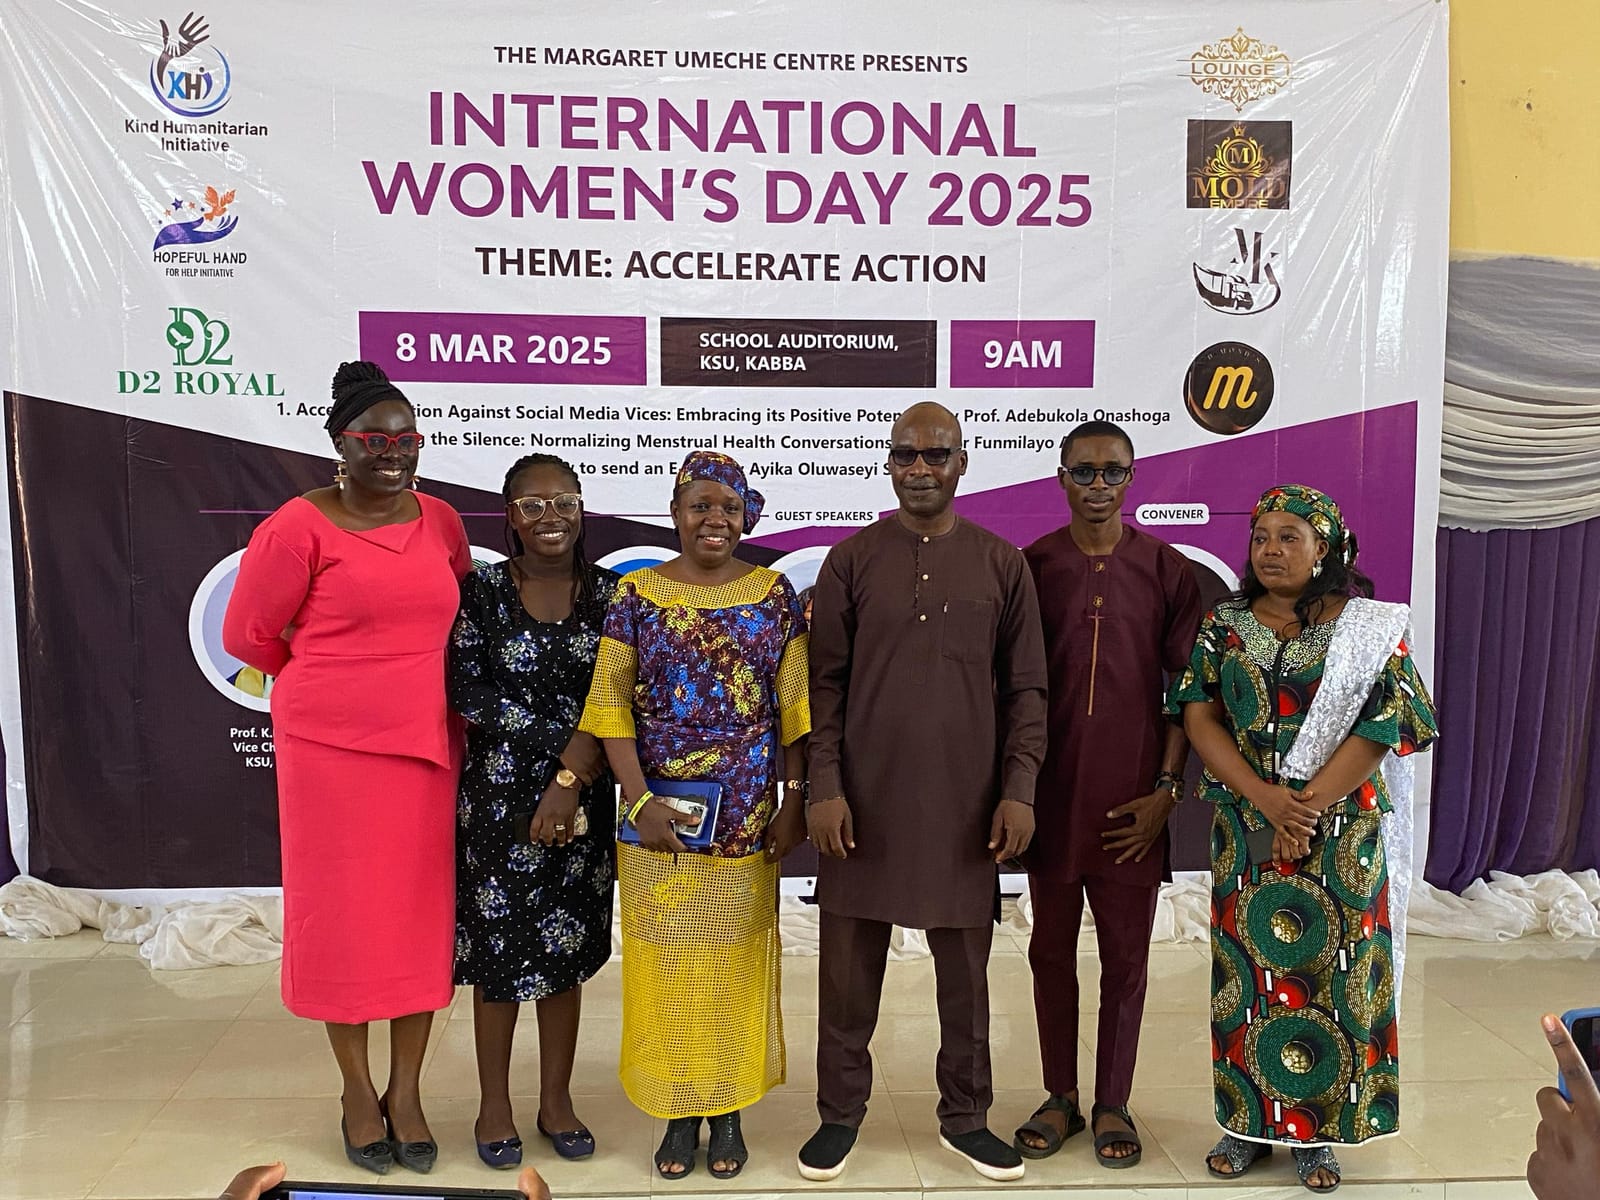 KHi
Kind Humanitarian
Initiative
HOPEFUL HAND
FOR HELP INITIATIVE
D2
D2 ROYAL
THE MARGARET UMECHE CENTRE PRESENTS
INTERNATIONAL
WOMEN'S DAY 2025
THEME: ACCELERATE ACTION
8 MAR 2025
SCHOOL AUDITORIUM,
KSU, KABBA
9AM
LOUNGE
M
MOLD
EMPIRE
m
1. Against Social Media Vices: Embracing its Positive Prof. Adebukola Onashoga
the Silence: Normalizing Menstrual Health Conversations Funmilayo
to send an Ayika Oluwaseyi
GUEST SPEAKERS
CONVENER
Prof. K.
Vice
KSU,